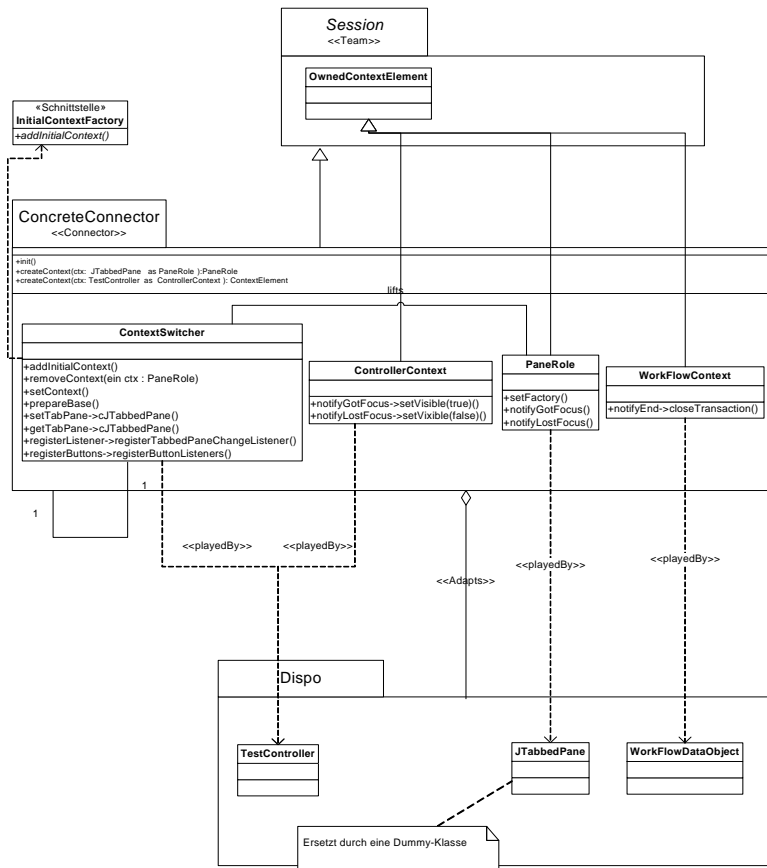 Session
<<Team>>
OwnedContextElement
«Schnittstelle»
InitialContextFactory
+addInitialContext()
ConcreteConnector
<<Connector>>
+init()
+createContext(ctx: JTabbedPane as PaneRole ):PaneRole
+createContext(ctx: TestController as ControllerContext ): ContextElement
lifts
ContextSwitcher
+addInitialContext()
+removeContext(ein ctx : PaneRole)
+setContext()
+prepareBase()
+setTabPane->cJTabbedPane()
+getTabPane->cJTabbedPane()
+registerListener->registerTabbedPaneChangeListener()
+registerButtons->registerButtonListeners()
ControllerContext
+notifyGotFocus->setVisible(true)()
+notifyLostFocus->setVixible(false)()
PaneRole
+setFactory()
+notifyGotFocus()
+notifyLostFocus()
WorkFlowContext
+notifyEnd->closeTransaction()
1
1
<<playedBy>>
<<playedBy>>
<<Adapts>>
<<playedBy>>
<<playedBy>>
Dispo
TestController
JTabbedPane
WorkFlowDataObject
Ersetzt durch eine Dummy-Klasse